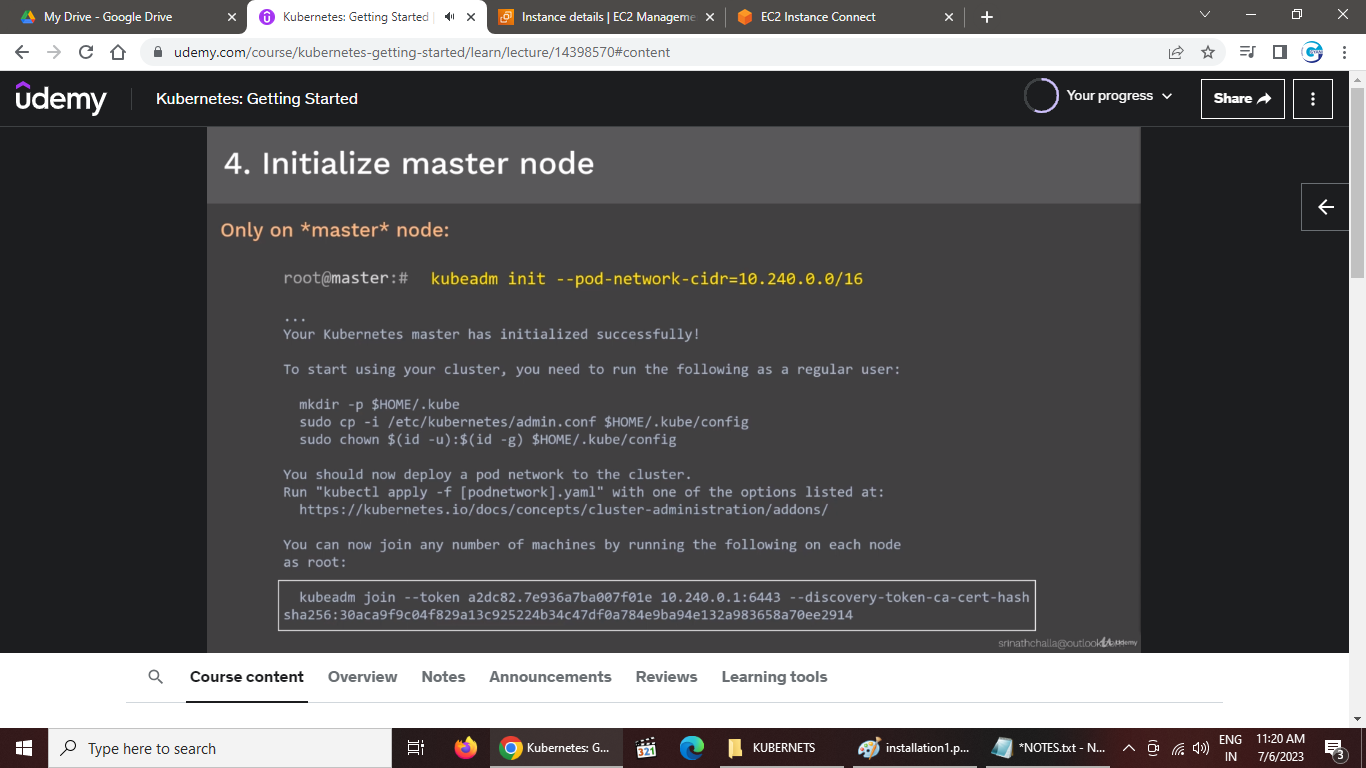 My Drive - Google Drive
Kubernetes: Getting Started
Instance details | EC2 Manageme
EC2 Instance Connect
udemy.com/course/kubernetes-getting-started/learn/lecture/14398570#content
ûdemy
Kubernetes: Getting Started
Your progress
Share
4. Initialize master node
Only on *master* node:
root@master:# kubeadm init --pod-network-cidr=10.240.0.0/16
...
Your Kubernetes master has initialized successfully!
To start using your cluster, you need to run the following as a regular user:
mkdir -p $HOME/.kube
sudo cp -i /etc/kubernetes/admin.conf $HOME/.kube/config
sudo chown $(id -u):$(id -g) $HOME/.kube/config
You should now deploy a pod network to the cluster.
Run "kubectl apply -f [podnetwork].yaml" with one of the options listed at:
https://kubernetes.io/docs/concepts/cluster-administration/addons/
You can now join any number of machines by running the following on each node
as root:
kubeadm join --token a2dc82.7e936a7ba007f01e 10.240.0.1:6443 --discovery-token-ca-cert-hash
sha256:30aca9f9c04f829a13c925224b34c47df0a784e9ba94e132a983658a70ee2914
Course content
Overview
Notes
Announcements
Reviews
Learning tools
Type here to search
321
Kubernetes: G...
KUBERNETS
installation1.p...
*NOTES.txt - N...
ENG
IN
11:20 AM
7/6/2023
3